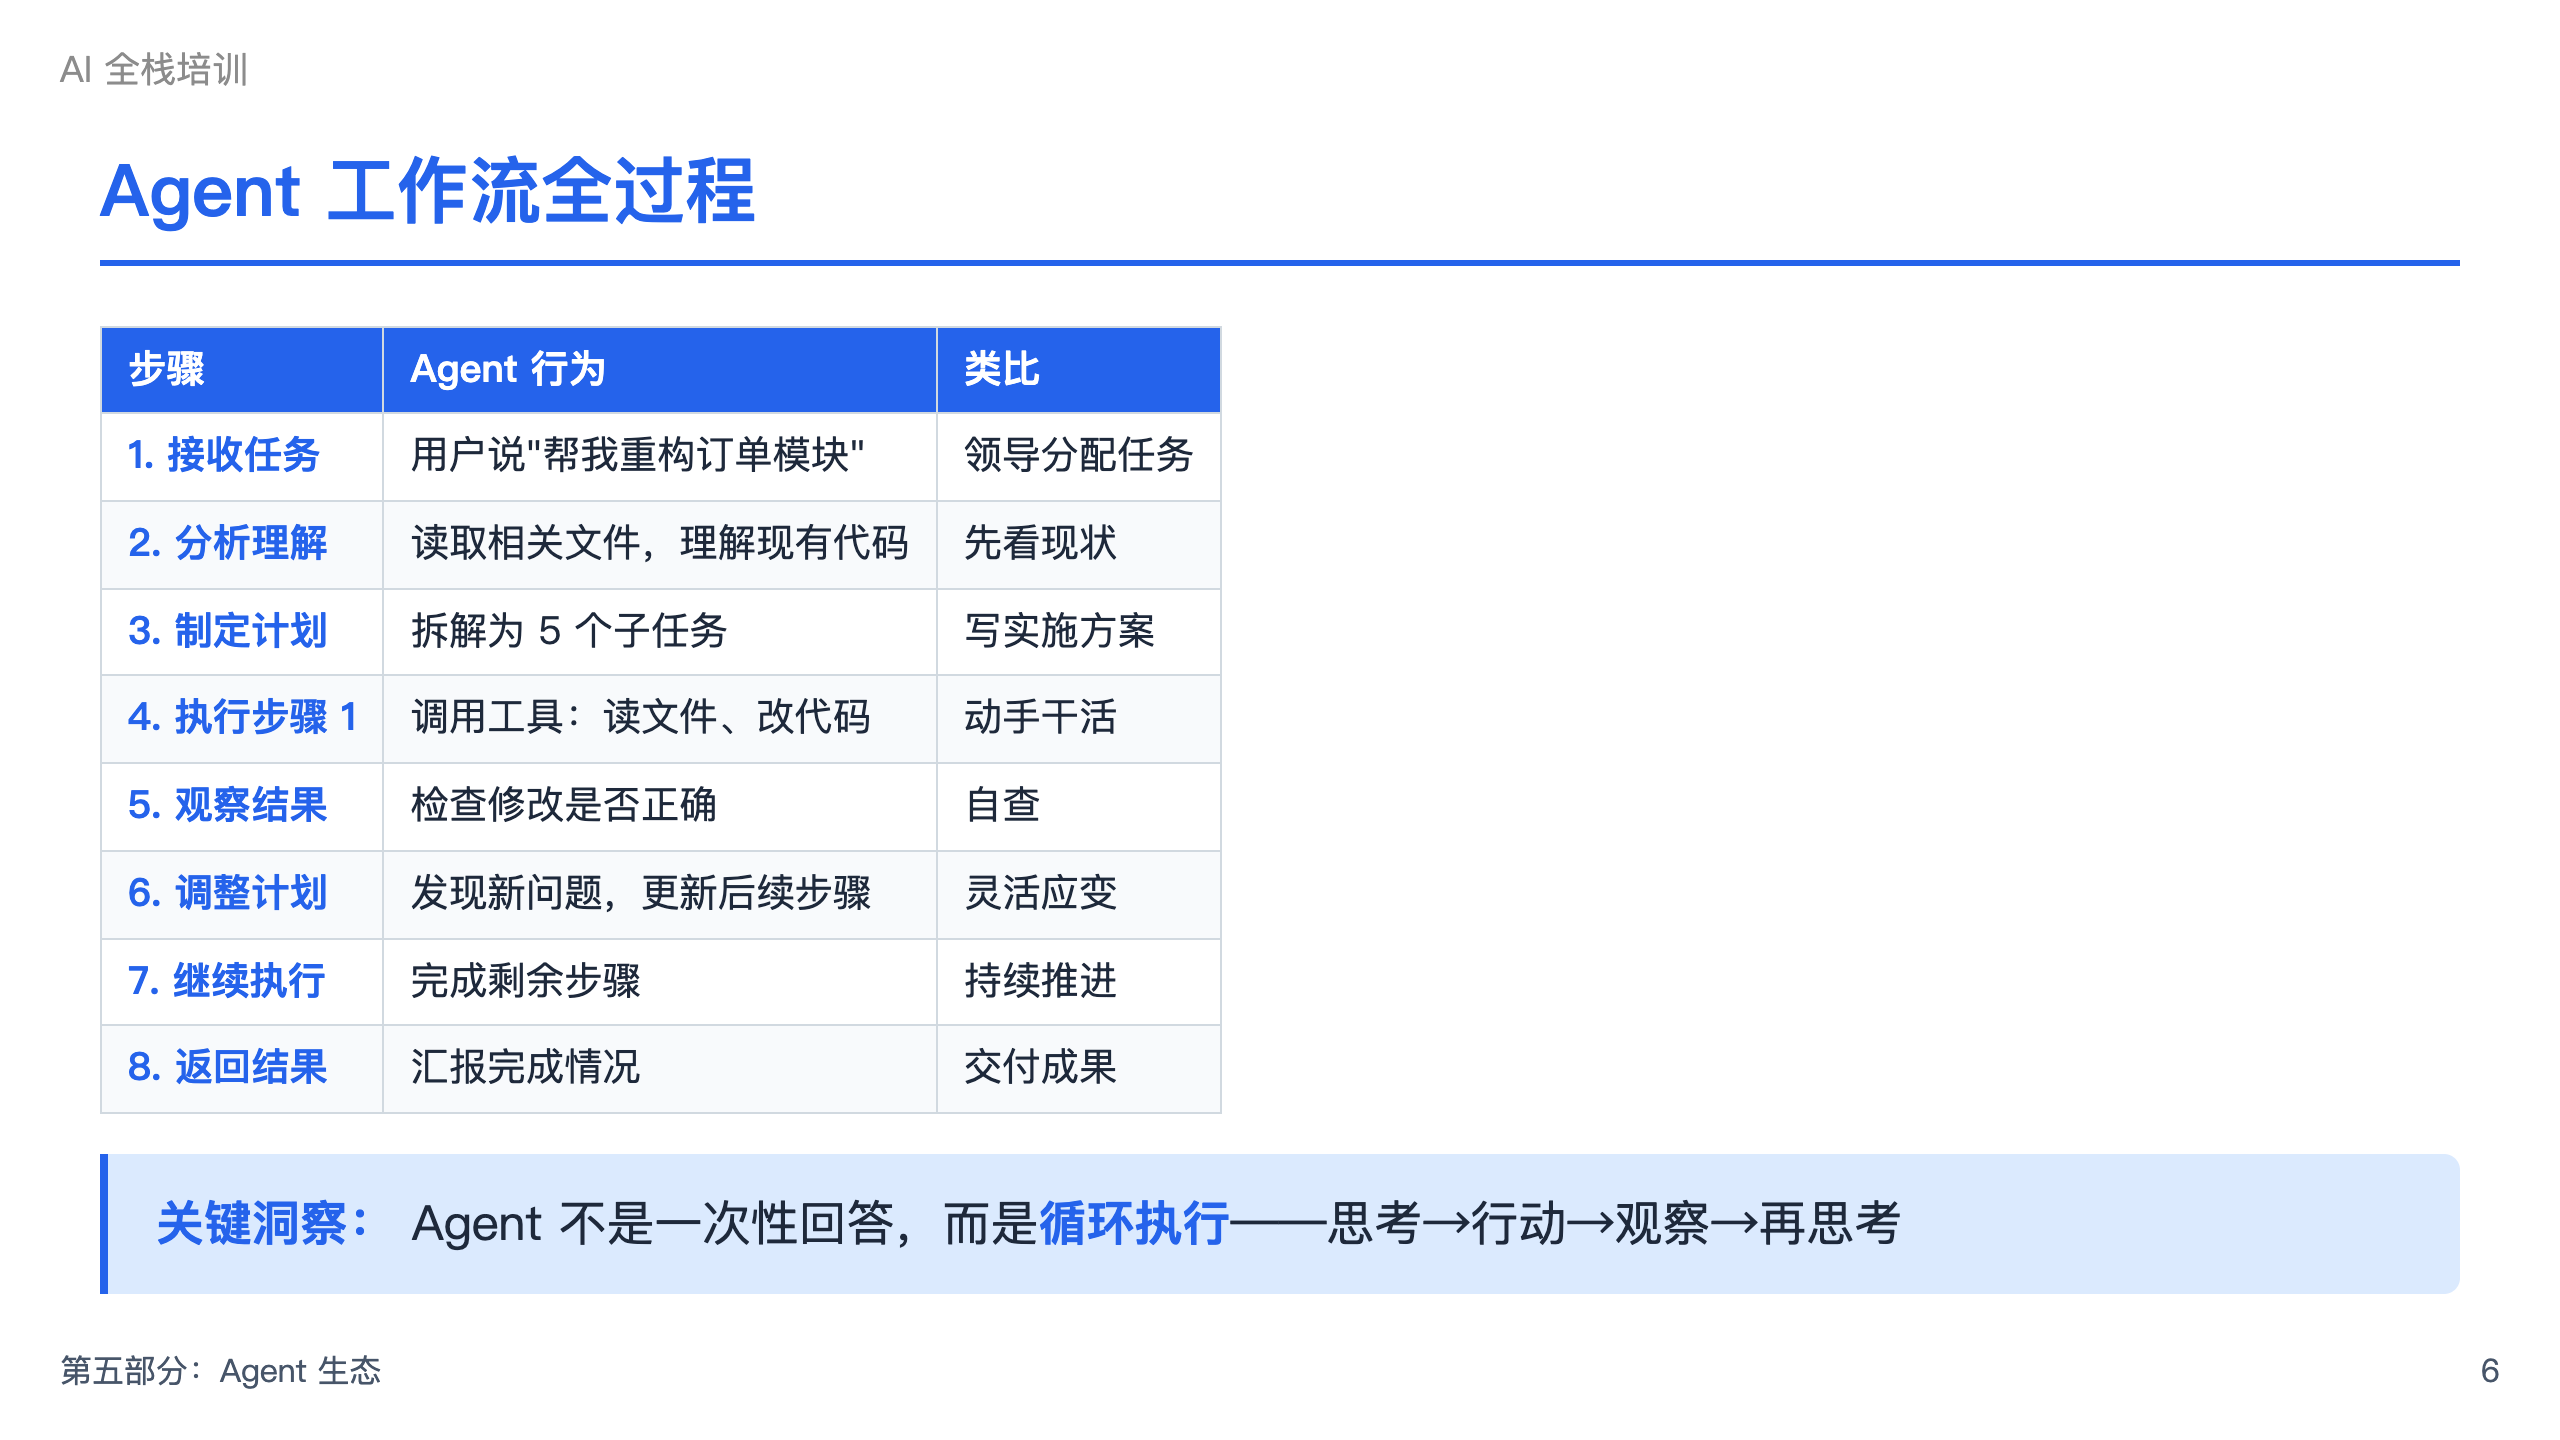 AI 全栈培训
Agent 工作流全过程
步骤 Agent 行为 类比
1. 接收任务 用户说"帮我重构订单模块" 领导分配任务
2. 分析理解 读取相关文件，理解现有代码 先看现状
3. 制定计划 拆解为 5 个子任务 写实施方案
4. 执行步骤 1 调用工具：读文件、改代码 动手干活
5. 观察结果 检查修改是否正确 自查
6. 调整计划 发现新问题，更新后续步骤 灵活应变
7. 继续执行 完成剩余步骤 持续推进
8. 返回结果 汇报完成情况 交付成果
关键洞察： Agent 不是一次性回答，而是循环执行——思考→行动→观察→再思考
第五部分：Agent 生态 6